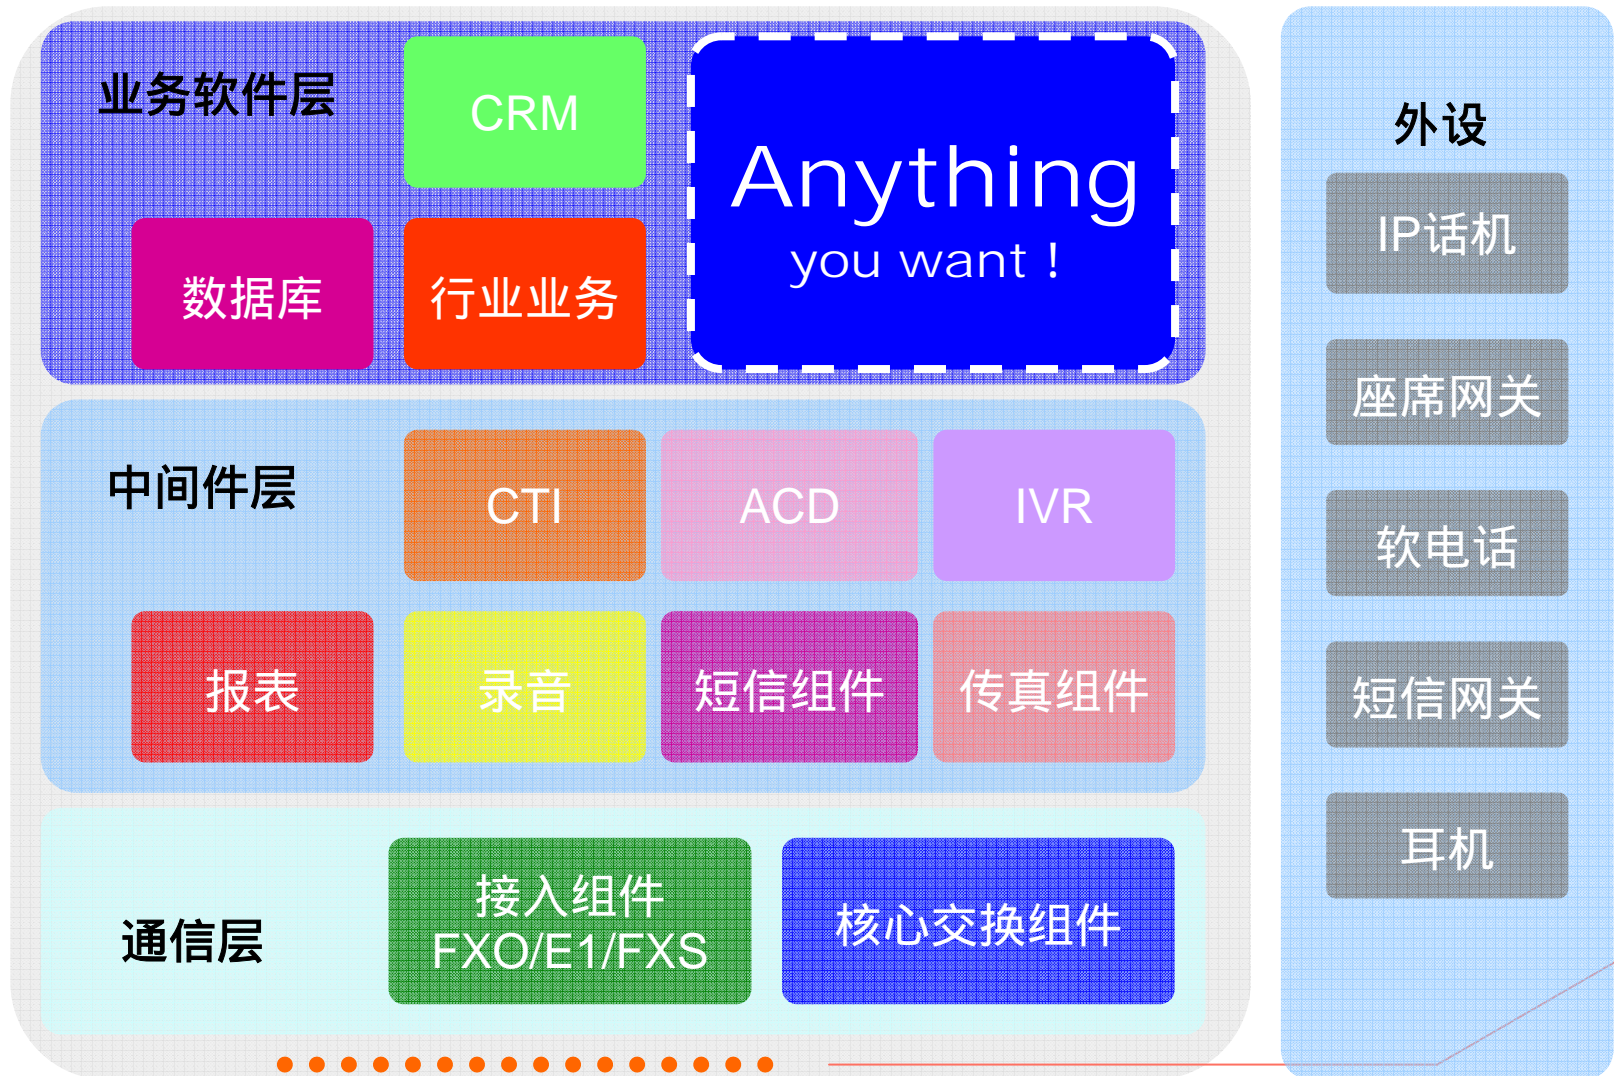 业务软件层
CRM
Anything
you want！
数据库
行业业务
中间件层
CTI
ACD
IVR
报表
录音
短信组件
传真组件
通信层
接入组件
FXO/E1/FXS
核心交换组件
外设
IP话机
座席网关
软电话
短信网关
耳机